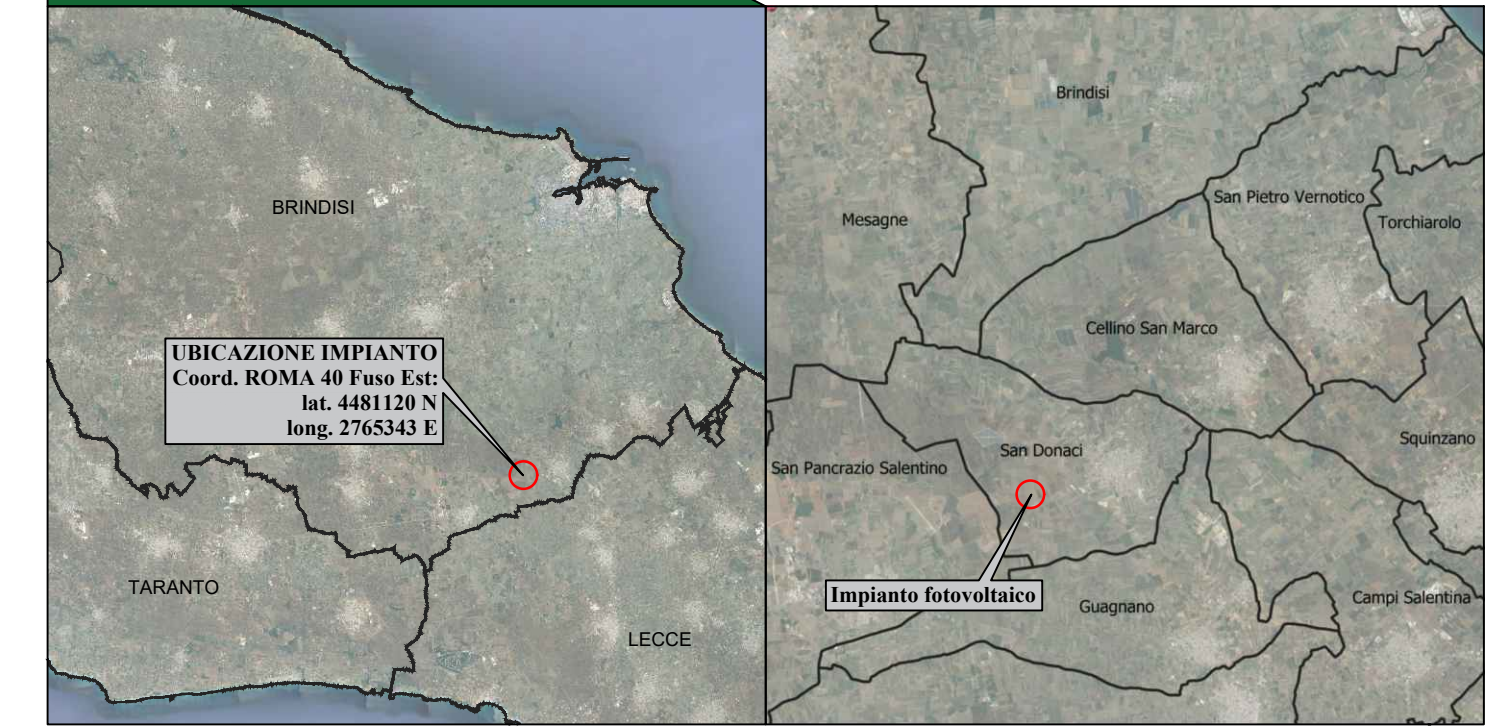 BRINDISI
UBICAZIONE IMPIANTO
Coord. ROMA 40 Fuso Est:
lat. 4481120 N
long. 2765343 E
TARANTO
LECCE
Brindisi
San Pietro Vernotico
Mesagne
Torchiarolo
Cellino San Marco
Squinzano
San Donaci
San Pancrazio Salentino
Impianto fotovoltaico
Guagnano
Campi Salentina